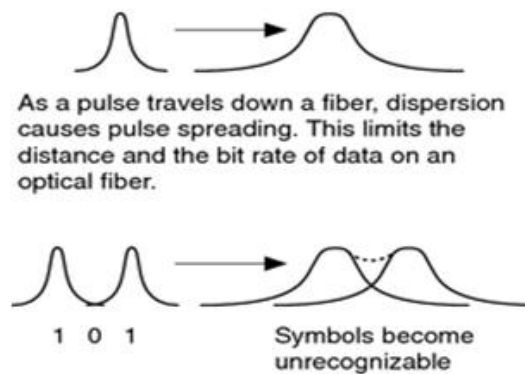 As a pulse travels down a fiber, dispersion
causes pulse spreading. This limits the
distance and the bit rate of data on an
optical fiber.
1 0 1
Symbols become
unrecognizable